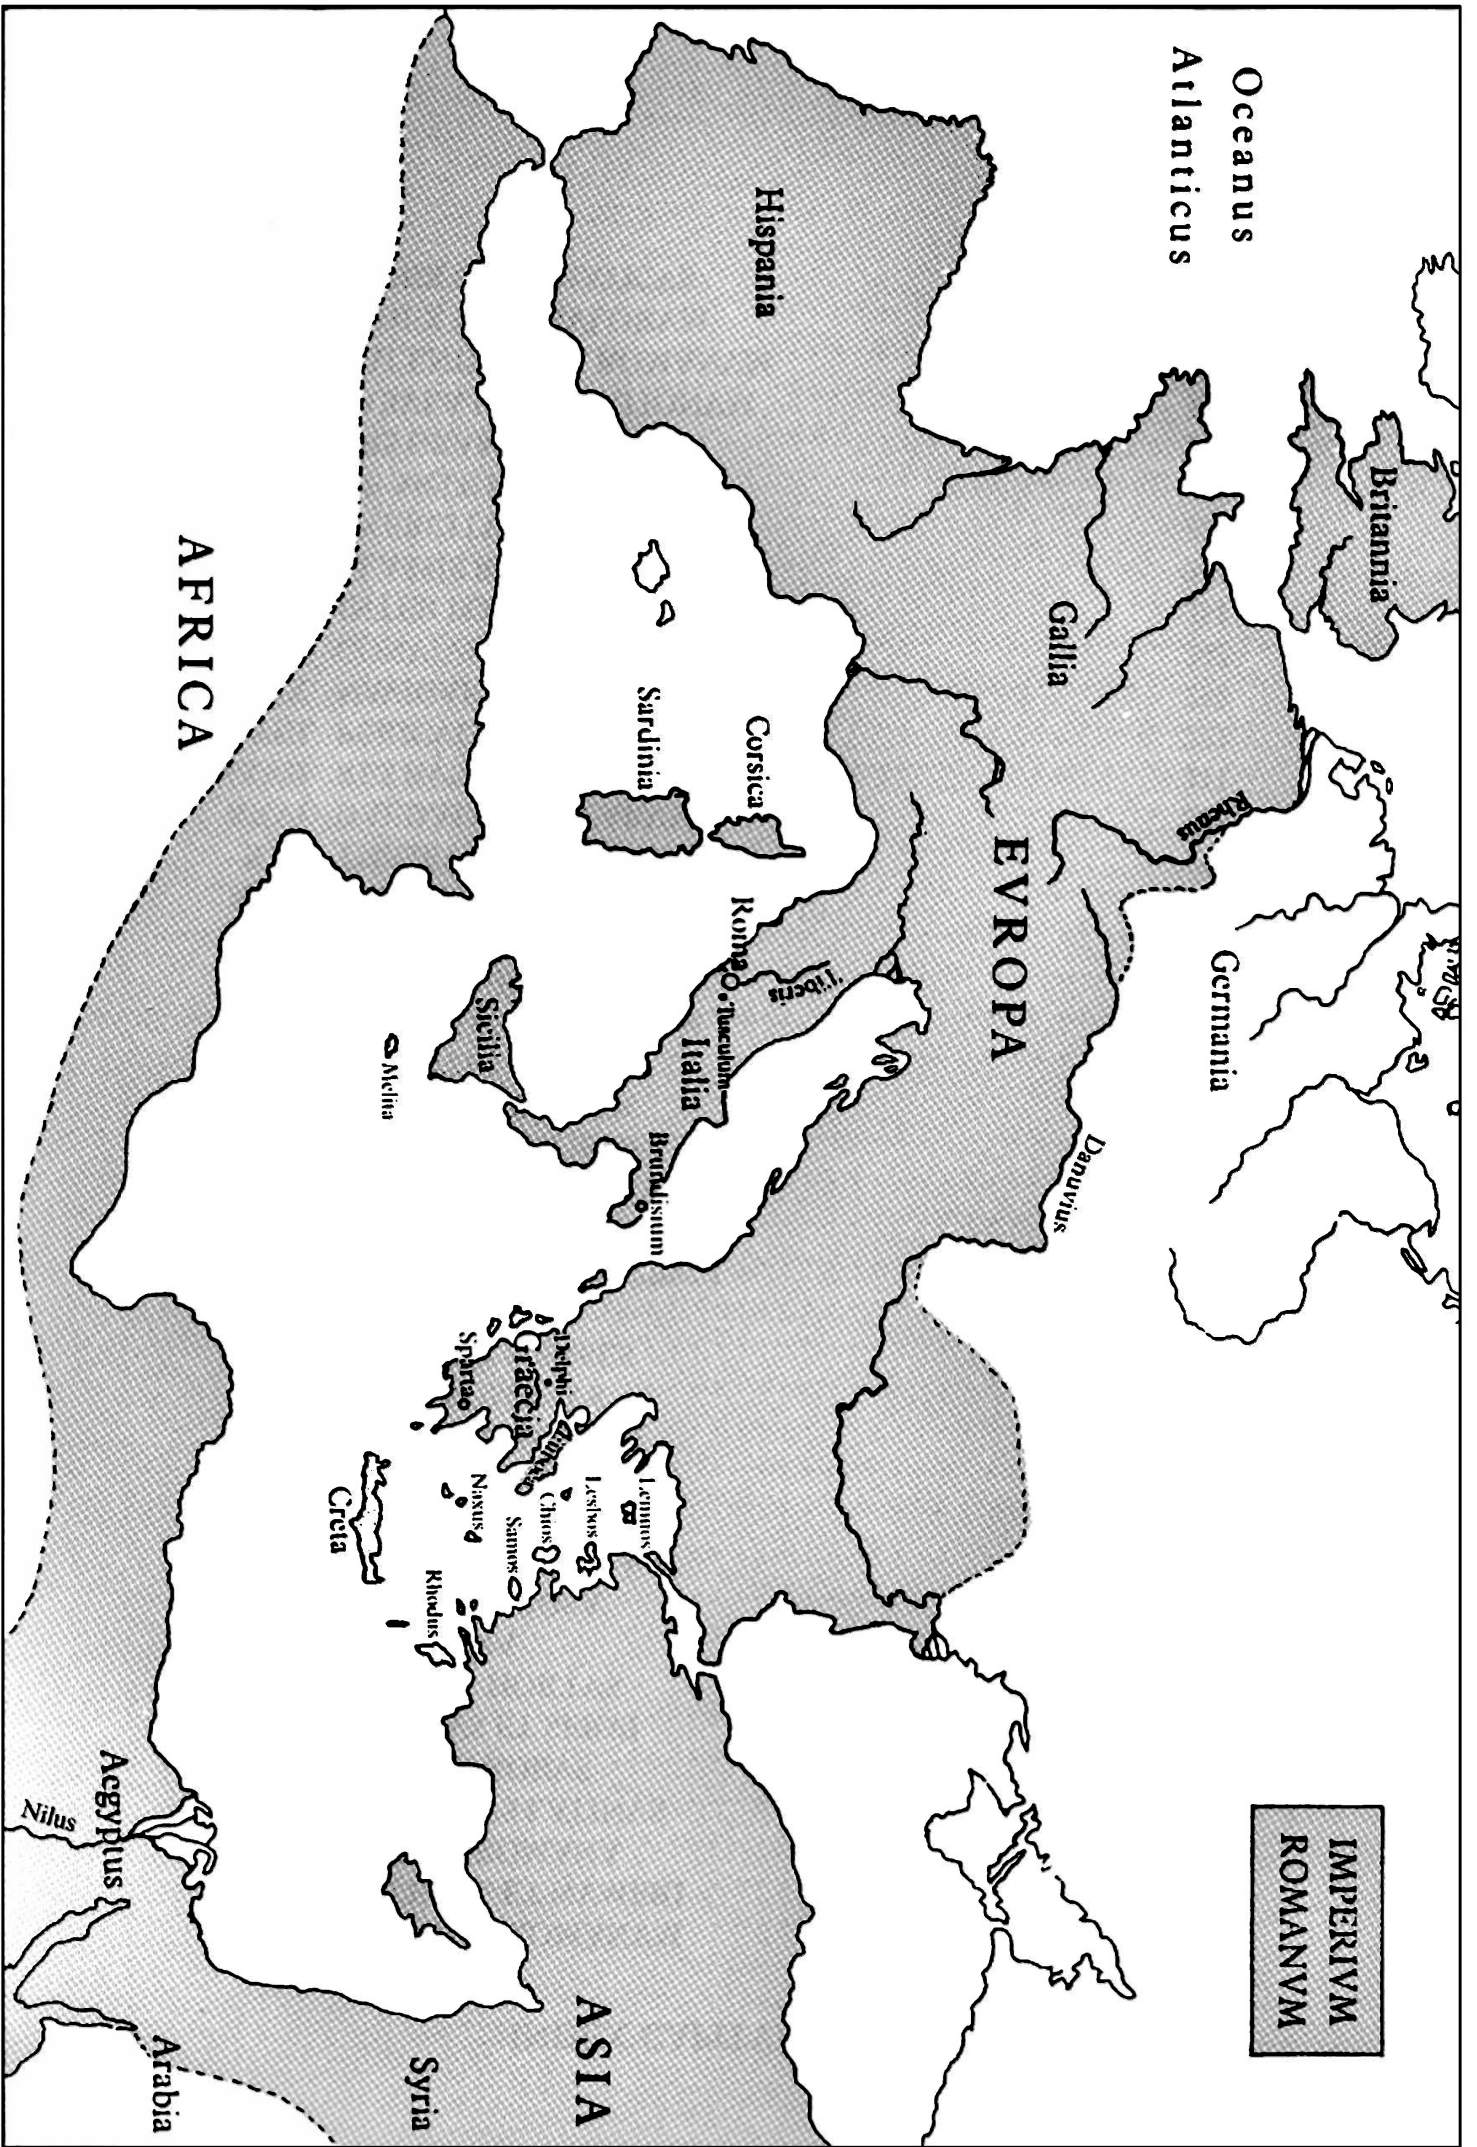 Oceanus
Atlanticus
Britannia
Hispania
Gallia
Rhenus
Germania
EVROPA
Danuvius
Corsica
Sardinia
Roma
Tiberis
Tusculum
Italia
Brundisium
Sicilia
Melita
Graecia
Delphi
Sparta
Lemnos
Lesbos
Chios
Samos
Naxus
Rhodus
Creta
AFRICA
Aegyptus
Nilus
ASIA
Syria
Arabia
IMPERIVM
ROMANVM